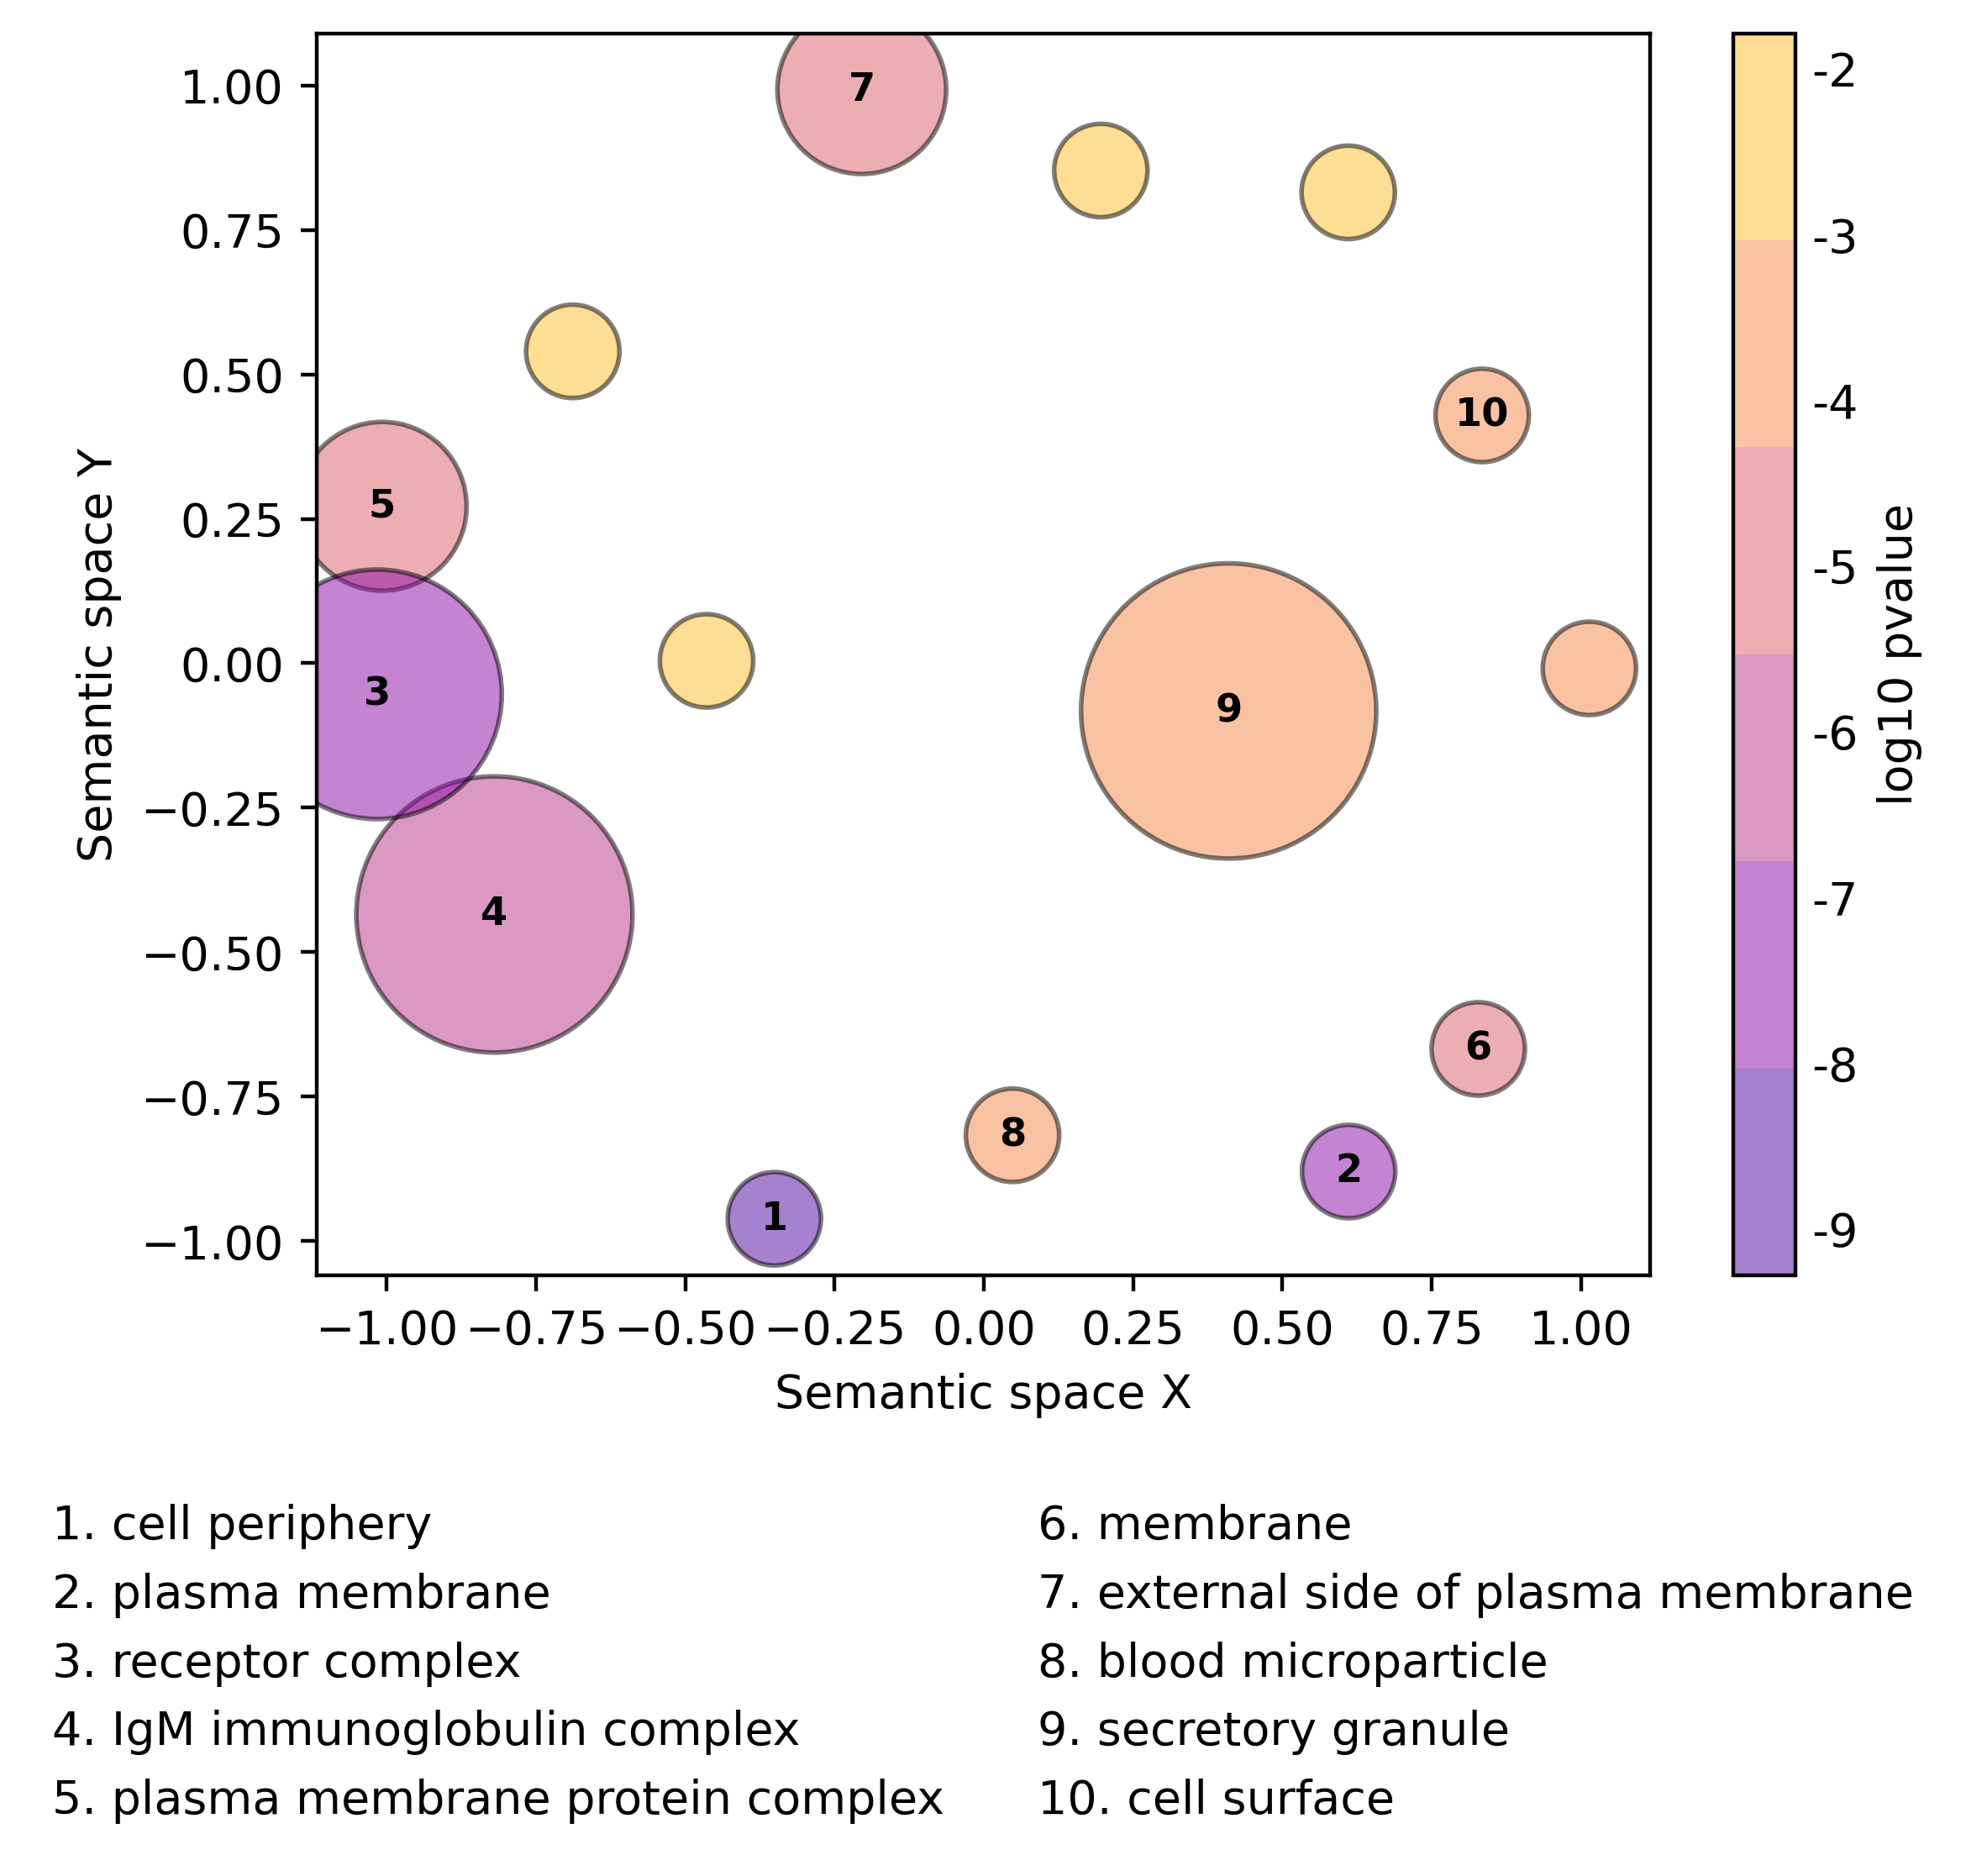 1.00
0.75
0.50
0.25
0.00
−0.25
−0.50
−0.75
−1.00
Semantic space Y
−1.00 −0.75 −0.50 −0.25 0.00 0.25 0.50 0.75 1.00
Semantic space X
7
10
5
3
9
4
6
8
2
1
-2
-3
-4
-5
-6
-7
-8
-9
log10 pvalue
1. cell periphery
2. plasma membrane
3. receptor complex
4. IgM immunoglobulin complex
5. plasma membrane protein complex
6. membrane
7. external side of plasma membrane
8. blood microparticle
9. secretory granule
10. cell surface